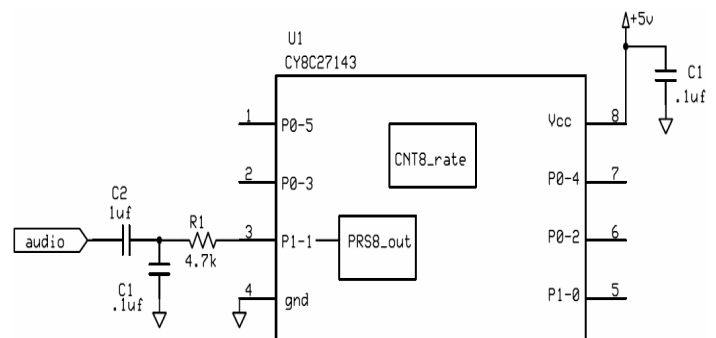 U1
CY8C27143
+5v
C1
.1uf
1
P0-5
Vcc
8
CNT8_rate
2
P0-3
P0-4
7
C2
1uf
R1
audio
4.7k
3
P1-1
PRS8_out
P0-2
6
C1
.1uf
4
gnd
P1-0
5